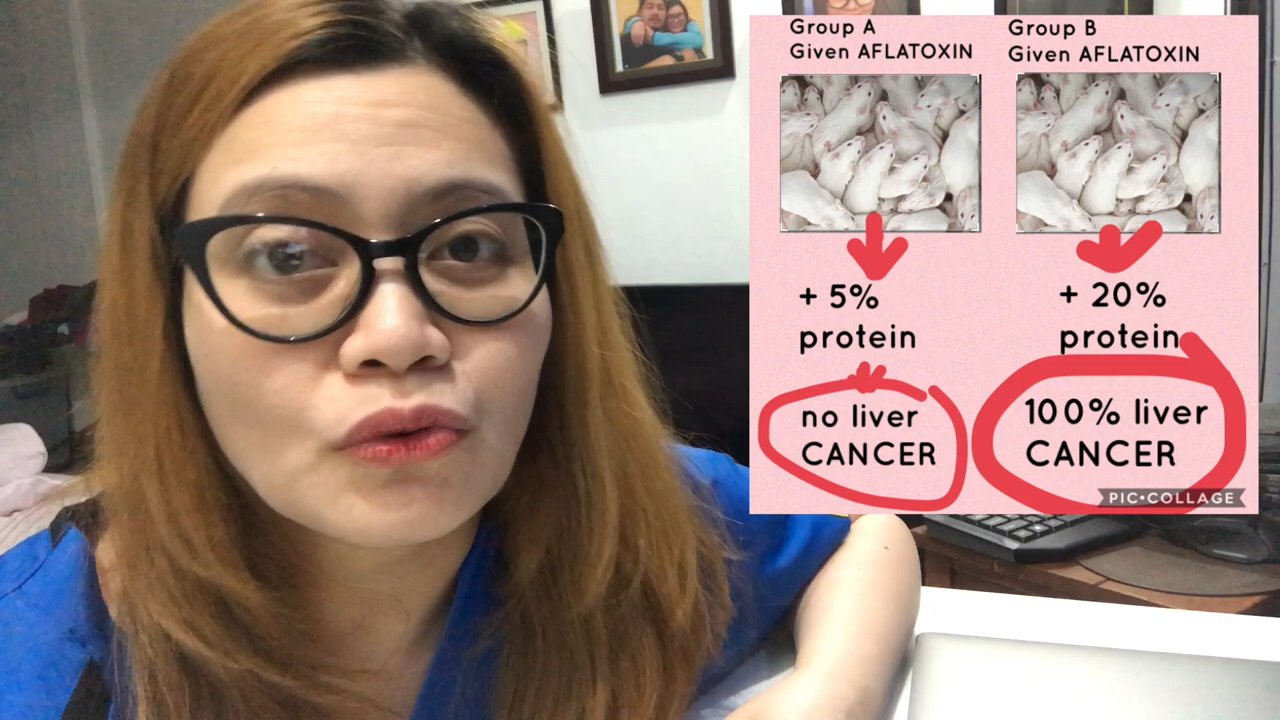 Group A
Given AFLATOXIN
+ 5%
protein
no liver
CANCER
Group B
Given AFLATOXIN
+ 20%
protein
100% liver
CANCER
PIC•COLLAGE